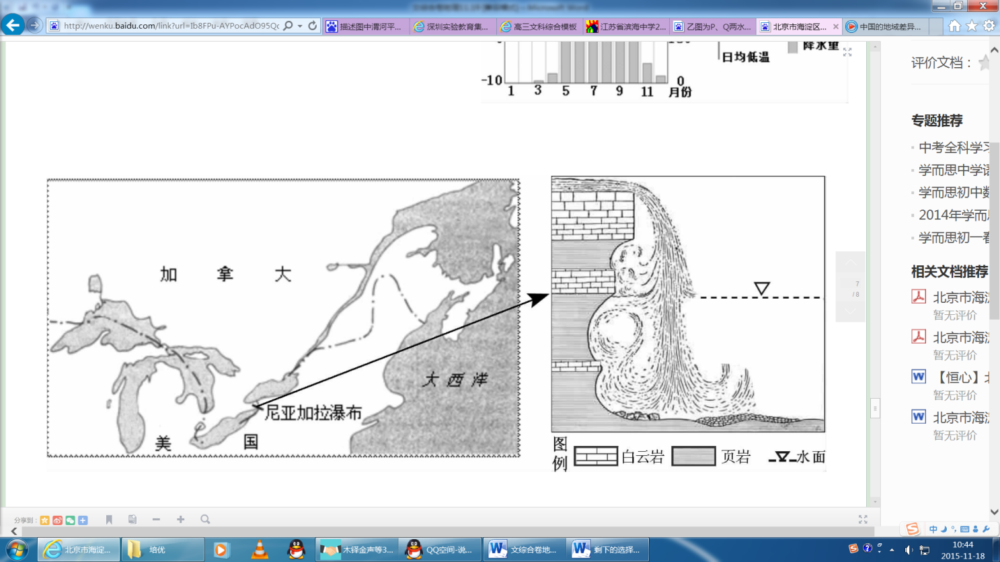 http://wenku.baidu.com/link?url=Ib8FPu-AYPocAdO95Qc
描述图中渭河平...
深圳实验教育集...
高三文科综合模板
江苏省滨海中学2...
乙图为P、Q两水...
北京市海淀区...
中国的地域差异...
日均低温
降水量
-10
0
1 3 5 7 9 11 月份
评价文档：
专题推荐
中考全科学习
学而思中学语
学而思初中数
2014年学而
学而思初一看
相关文档推荐
北京市海淀
暂无评价
北京市海淀
暂无评价
【恒心】北
暂无评价
北京市海淀
暂无评价
7
/ 8
加 拿 大
大 西 洋
尼亚加拉瀑布
美 国
图例
白云岩
页岩
水面
分享到：
中
北京市海淀...
培优
木铎金声等3...
QQ空间-说...
文综合卷地...
剩下的选择...
10:44
2015-11-18